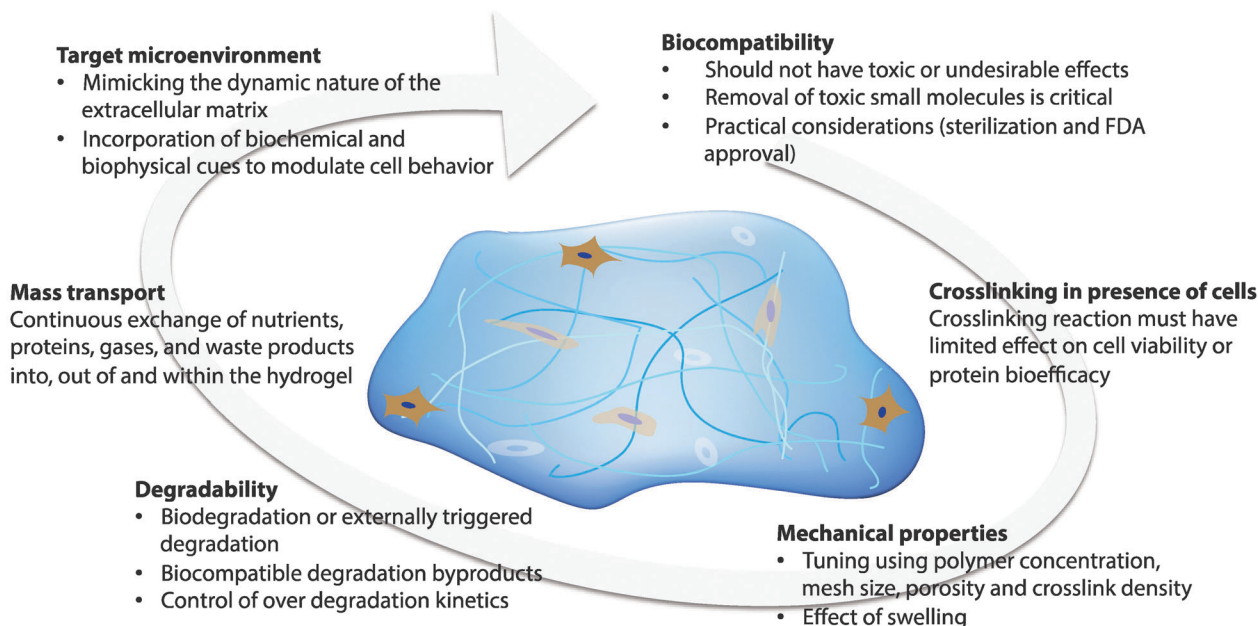 Target microenvironment
• Mimicking the dynamic nature of the
extracellular matrix
• Incorporation of biochemical and
biophysical cues to modulate cell behavior
Biocompatibility
• Should not have toxic or undesirable effects
• Removal of toxic small molecules is critical
• Practical considerations (sterilization and FDA
approval)
Mass transport
Continuous exchange of nutrients,
proteins, gases, and waste products
into, out of and within the hydrogel
Crosslinking in presence of cells
Crosslinking reaction must have
limited effect on cell viability or
protein bioefficacy
Degradability
• Biodegradation or externally triggered
degradation
• Biocompatible degradation byproducts
• Control of over degradation kinetics
Mechanical properties
• Tuning using polymer concentration,
mesh size, porosity and crosslink density
• Effect of swelling